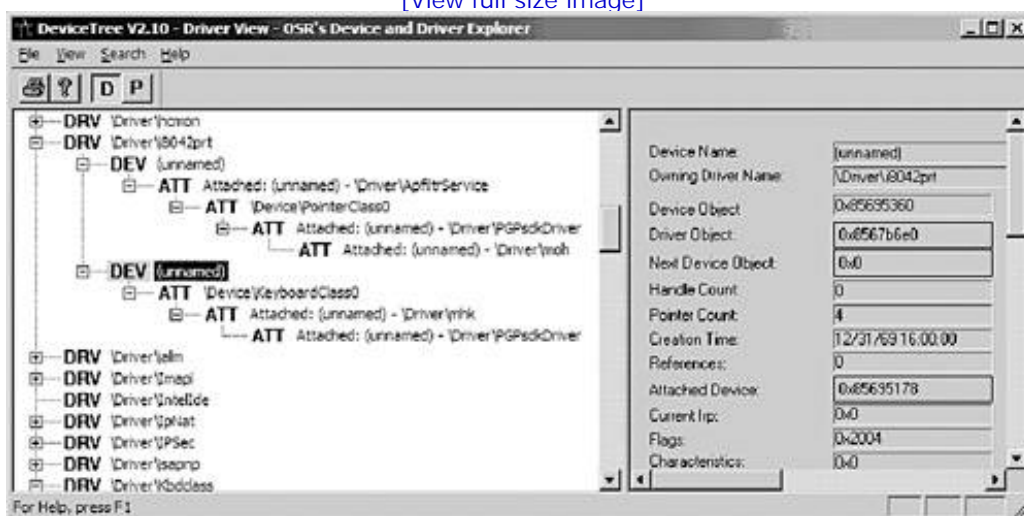 [View full size image]
DeviceTree V2.10 - Driver View - OSR's Device and Driver Explorer
File View Search Help
D P
DRV \Driver\hcmon
DRV \Driver\i8042prt
DEV (unnamed)
ATT Attached: (unnamed) - \Driver\ApfiltrService
ATT \Device\PointerClass0
ATT Attached: (unnamed) - \Driver\PGPsdkDriver
ATT Attached: (unnamed) - \Driver\moh
DEV (unnamed)
ATT \Device\KeyboardClass0
ATT Attached: (unnamed) - \Driver\mhk
ATT Attached: (unnamed) - \Driver\PGPsdkDriver
DRV
DRV \Driver\Imapi
DRV \Driver\IntelIde
DRV \Driver\IpNat
DRV \Driver\IPSec
DRV \Driver\isapnp
DRV \Driver\Kbdclass
Device Name: (unnamed)
Owning Driver Name: \Driver\i8042prt
Device Object 0x85695360
Driver Object: 0x8567b6e0
Next Device Object: 0x0
Handle Count 0
Pointer Count: 4
Creation Time: 12/31/69 16:00:00
References: 0
Attached Device: 0x85695178
Current Irp: 0x0
Flags: 0x2004
Characteristics: 0x0
For Help, press F1